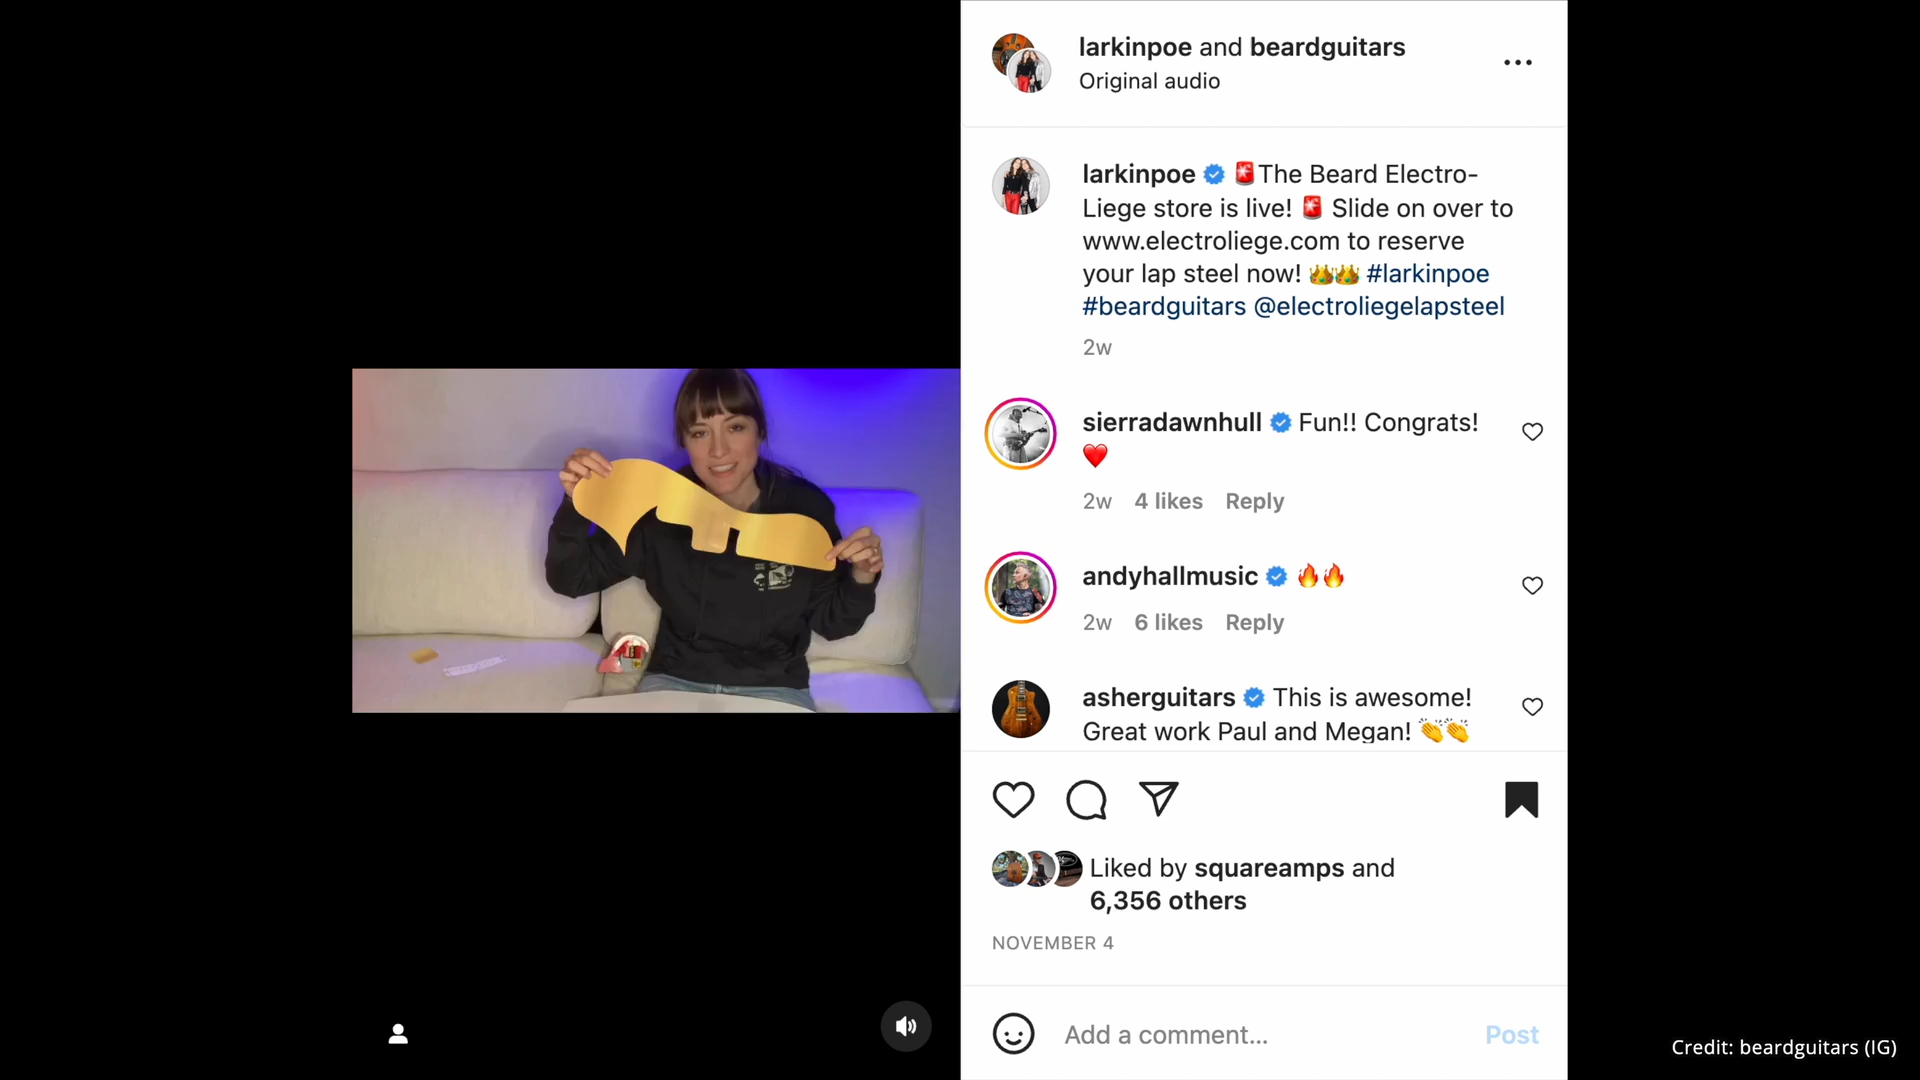 larkinpoe and beardguitars
Original audio
larkinpoe 🚨The Beard Electro-
Liege store is live! 🚨 Slide on over to
www.electroliege.com to reserve
your lap steel now! 👑👑 #larkinpoe
#beardguitars @electroliegelapsteel
2w
sierradawnhull Fun!! Congrats!
❤️
2w 4 likes Reply
andyhallmusic 🔥🔥
2w 6 likes Reply
asherguitars This is awesome!
Great work Paul and Megan! 👏👏
Liked by squareamps and
6,356 others
NOVEMBER 4
Add a comment... Post
Credit: beardguitars (IG)